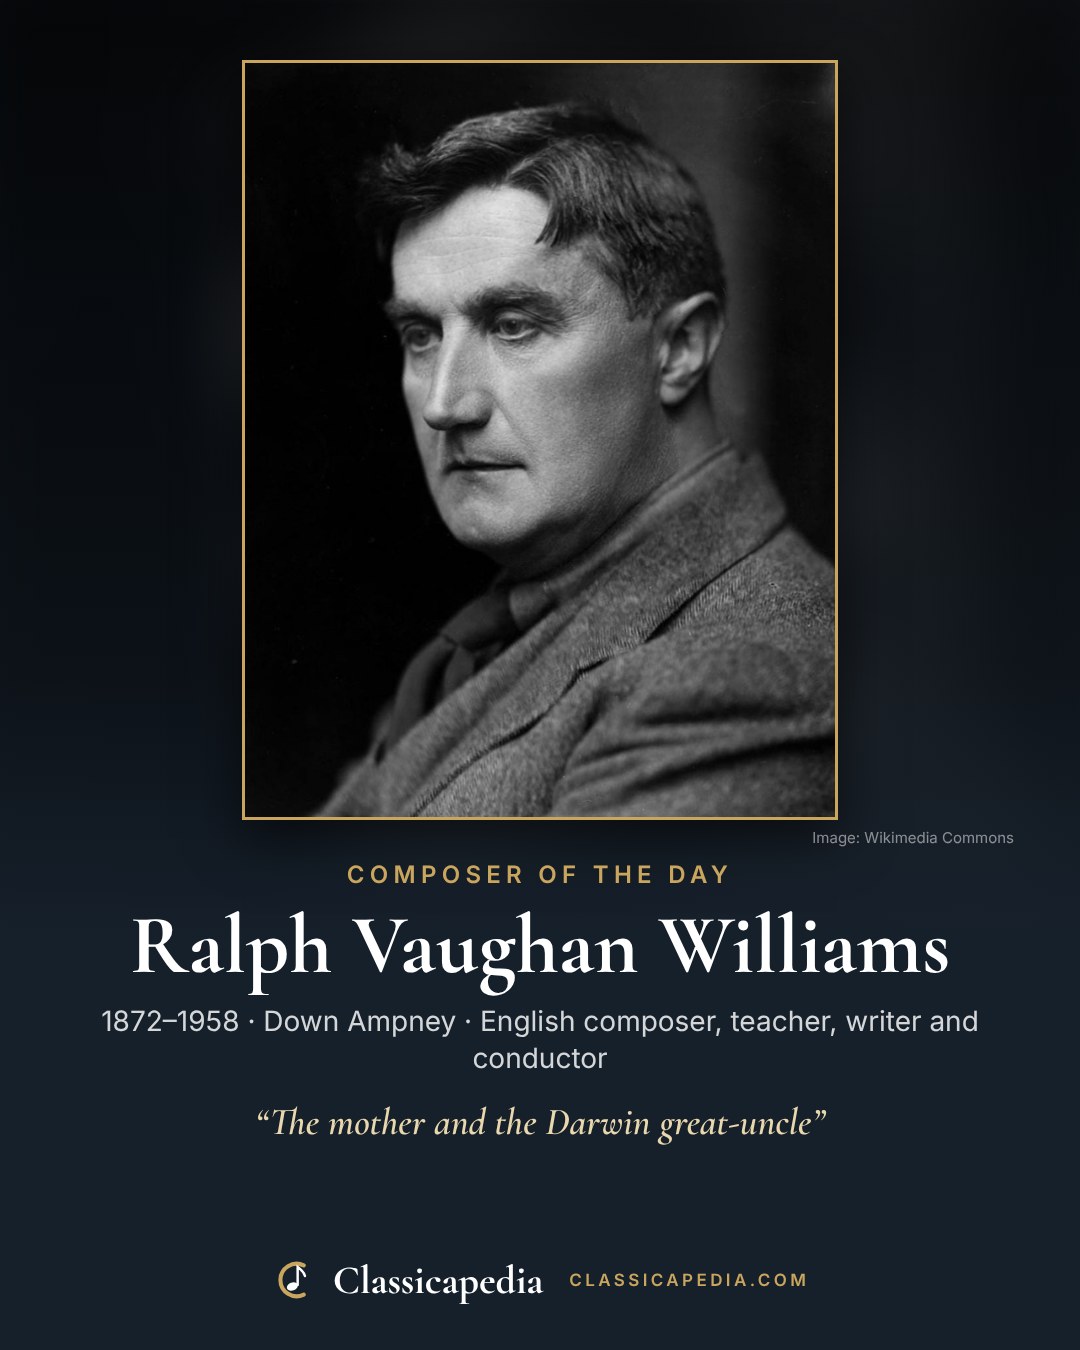 Image: Wikimedia Commons
COMPOSER OF THE DAY
Ralph Vaughan Williams
1872–1958 · Down Ampney · English composer, teacher, writer and
conductor
“The mother and the Darwin great-uncle”
Classicapedia CLASSICAPEDIA.COM